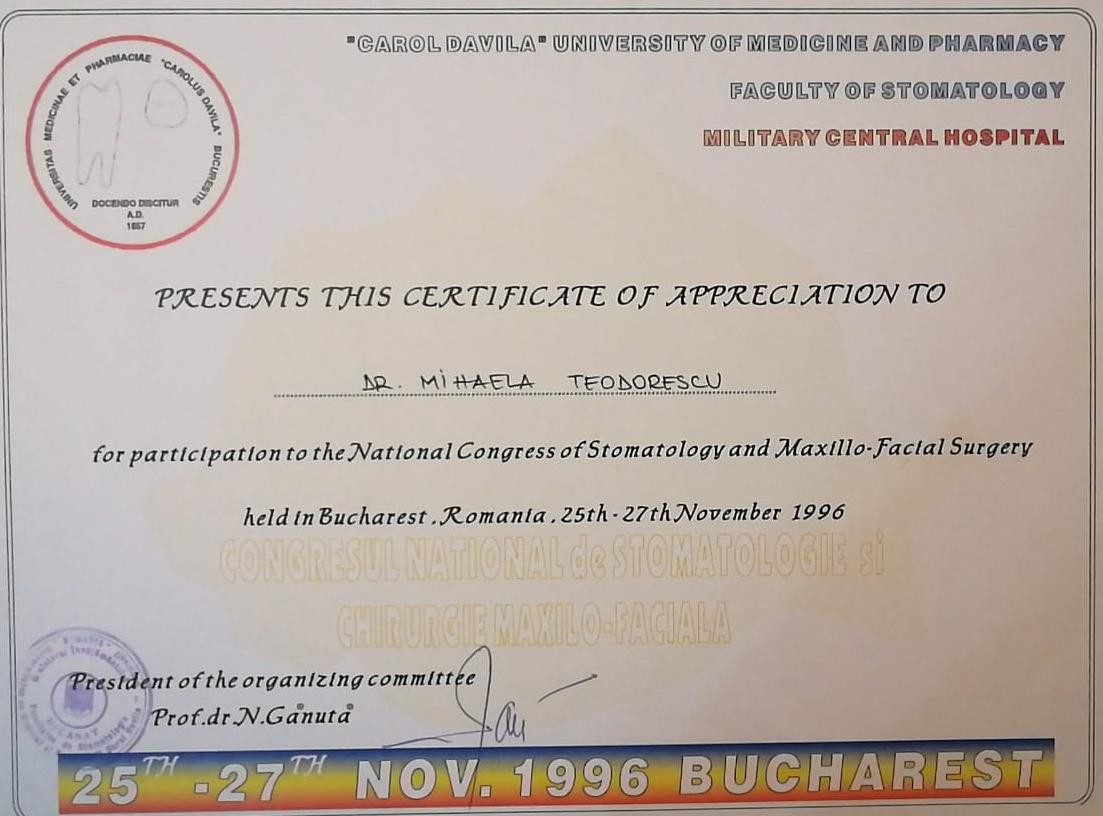 "CAROL DAVILA" UNIVERSITY OF MEDICINE AND PHARMACY
FACULTY OF STOMATOLOGY
MILITARY CENTRAL HOSPITAL
UNIVERSITAS MEDICINAE ET PHARMACIAE "CAROLUS DAVILA" BUCURESTIS
DOCENDO DISCITUR
A.D.
1857
PRESENTS THIS CERTIFICATE OF APPRECIATION TO
DR. MIHAELA TEODORESCU
for participation to the National Congress of Stomatology and Maxillo-Facial Surgery
held in Bucharest, Romania, 25th-27th November 1996
CONGRESUL NATIONAL de STOMATOLOGIE si
CHIRURGIE MAXILO-FACIALA
President of the organizing committee
Prof.dr.N.Ganuta
25TH -27TH NOV. 1996 BUCHAREST